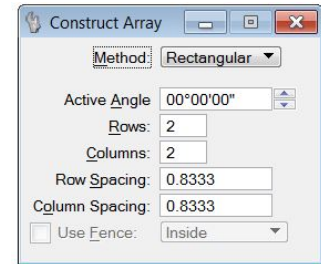 Construct Array
Method: Rectangular
Active Angle 00°00'00"
Rows: 2
Columns: 2
Row Spacing: 0.8333
Column Spacing: 0.8333
Use Fence: Inside